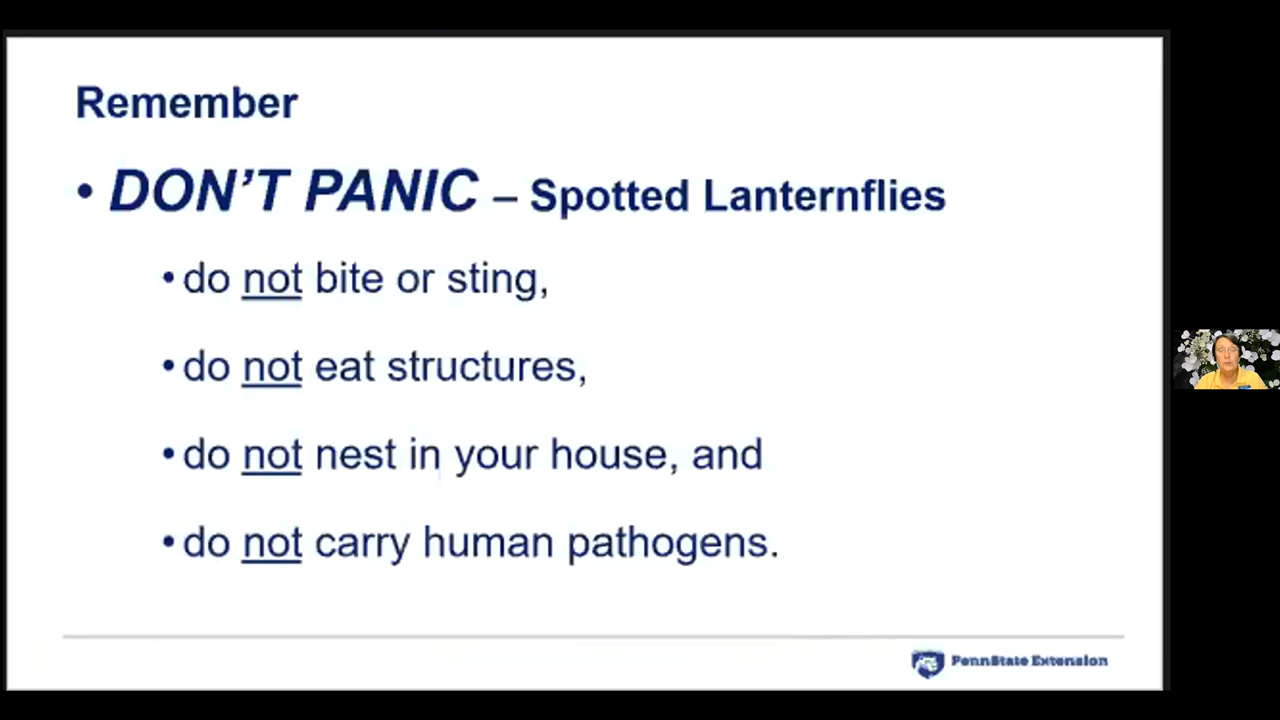 Remember
• DON'T PANIC – Spotted Lanternflies
• do not bite or sting,
• do not eat structures,
• do not nest in your house, and
• do not carry human pathogens.
PennState Extension